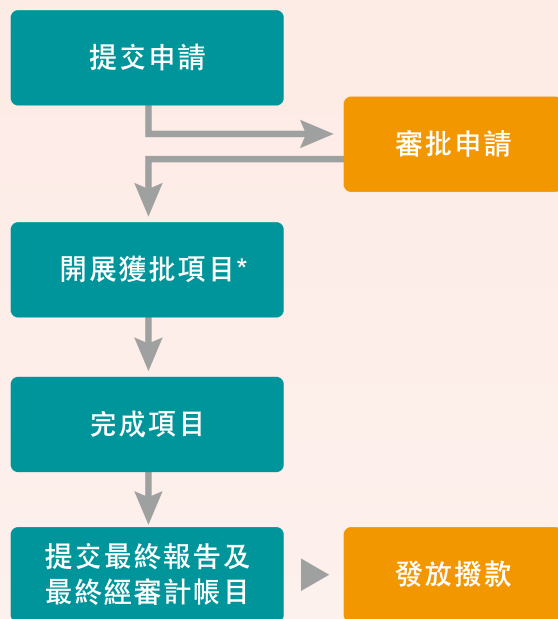 提交申請
審批申請
開展獲批項目*
完成項目
提交最終報告及
最終經審計帳目
發放撥款